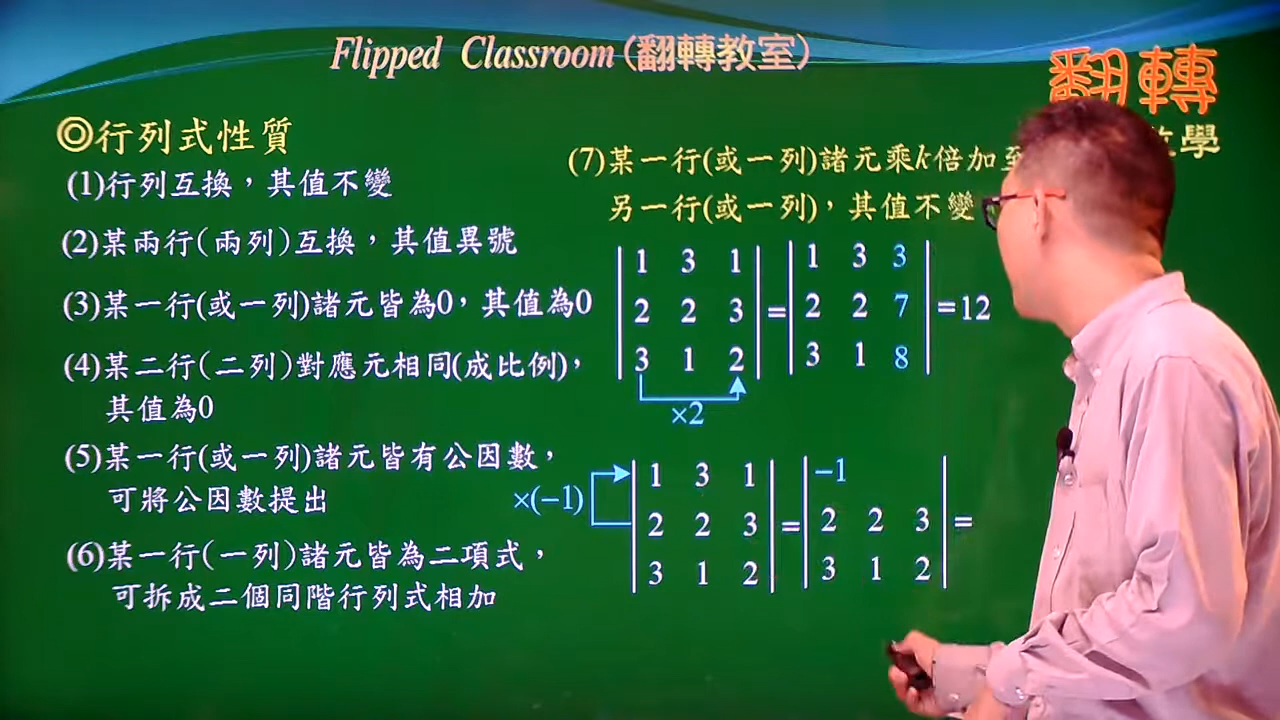 Flipped Classroom(翻轉教室)
翻轉
學
◎行列式性質
(1)行列互換,其值不變
(2)某兩行(兩列)互換,其值異號
(3)某一行(或一列)諸元皆為0,其值為0
(4)某二行(二列)對應元相同(成比例),
其值為0
(5)某一行(或一列)諸元皆有公因數,
可將公因數提出
(6)某一行(一列)諸元皆為二項式,
可拆成二個同階行列式相加
(7)某一行(或一列)諸元乘k倍加至
另一行(或一列),其值不變
1 3 1 1 3 3
2 2 3 = 2 2 7 =12
3 1 2 3 1 8
×2
1 3 1 −1
×(−1) 2 2 3 = 2 2 3 =
3 1 2 3 1 2